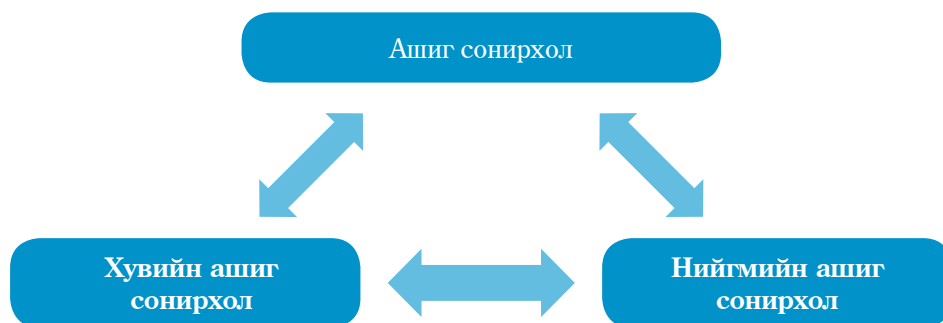 Ашиг сонирхол
Хувийн ашиг
сонирхол
Нийгмийн ашиг
сонирхол